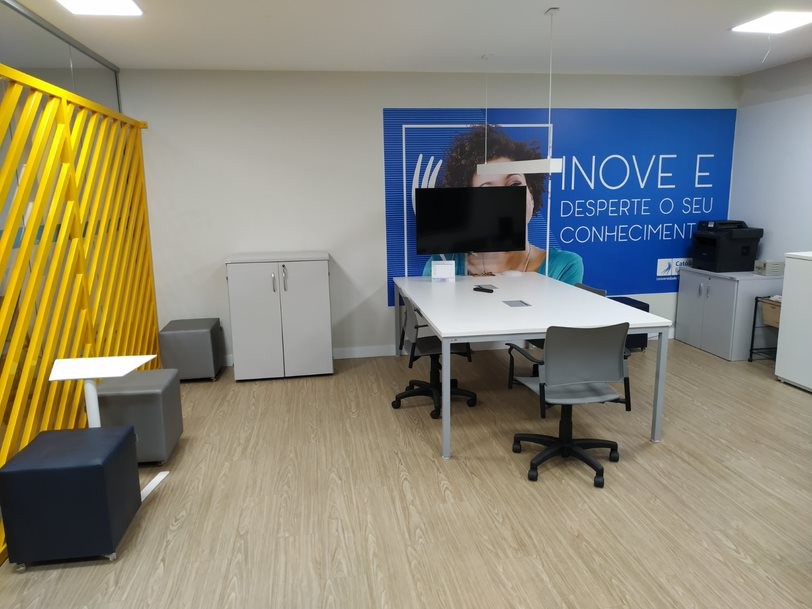 INOVE E
DESPERTE O SEU
CONHECIMENT